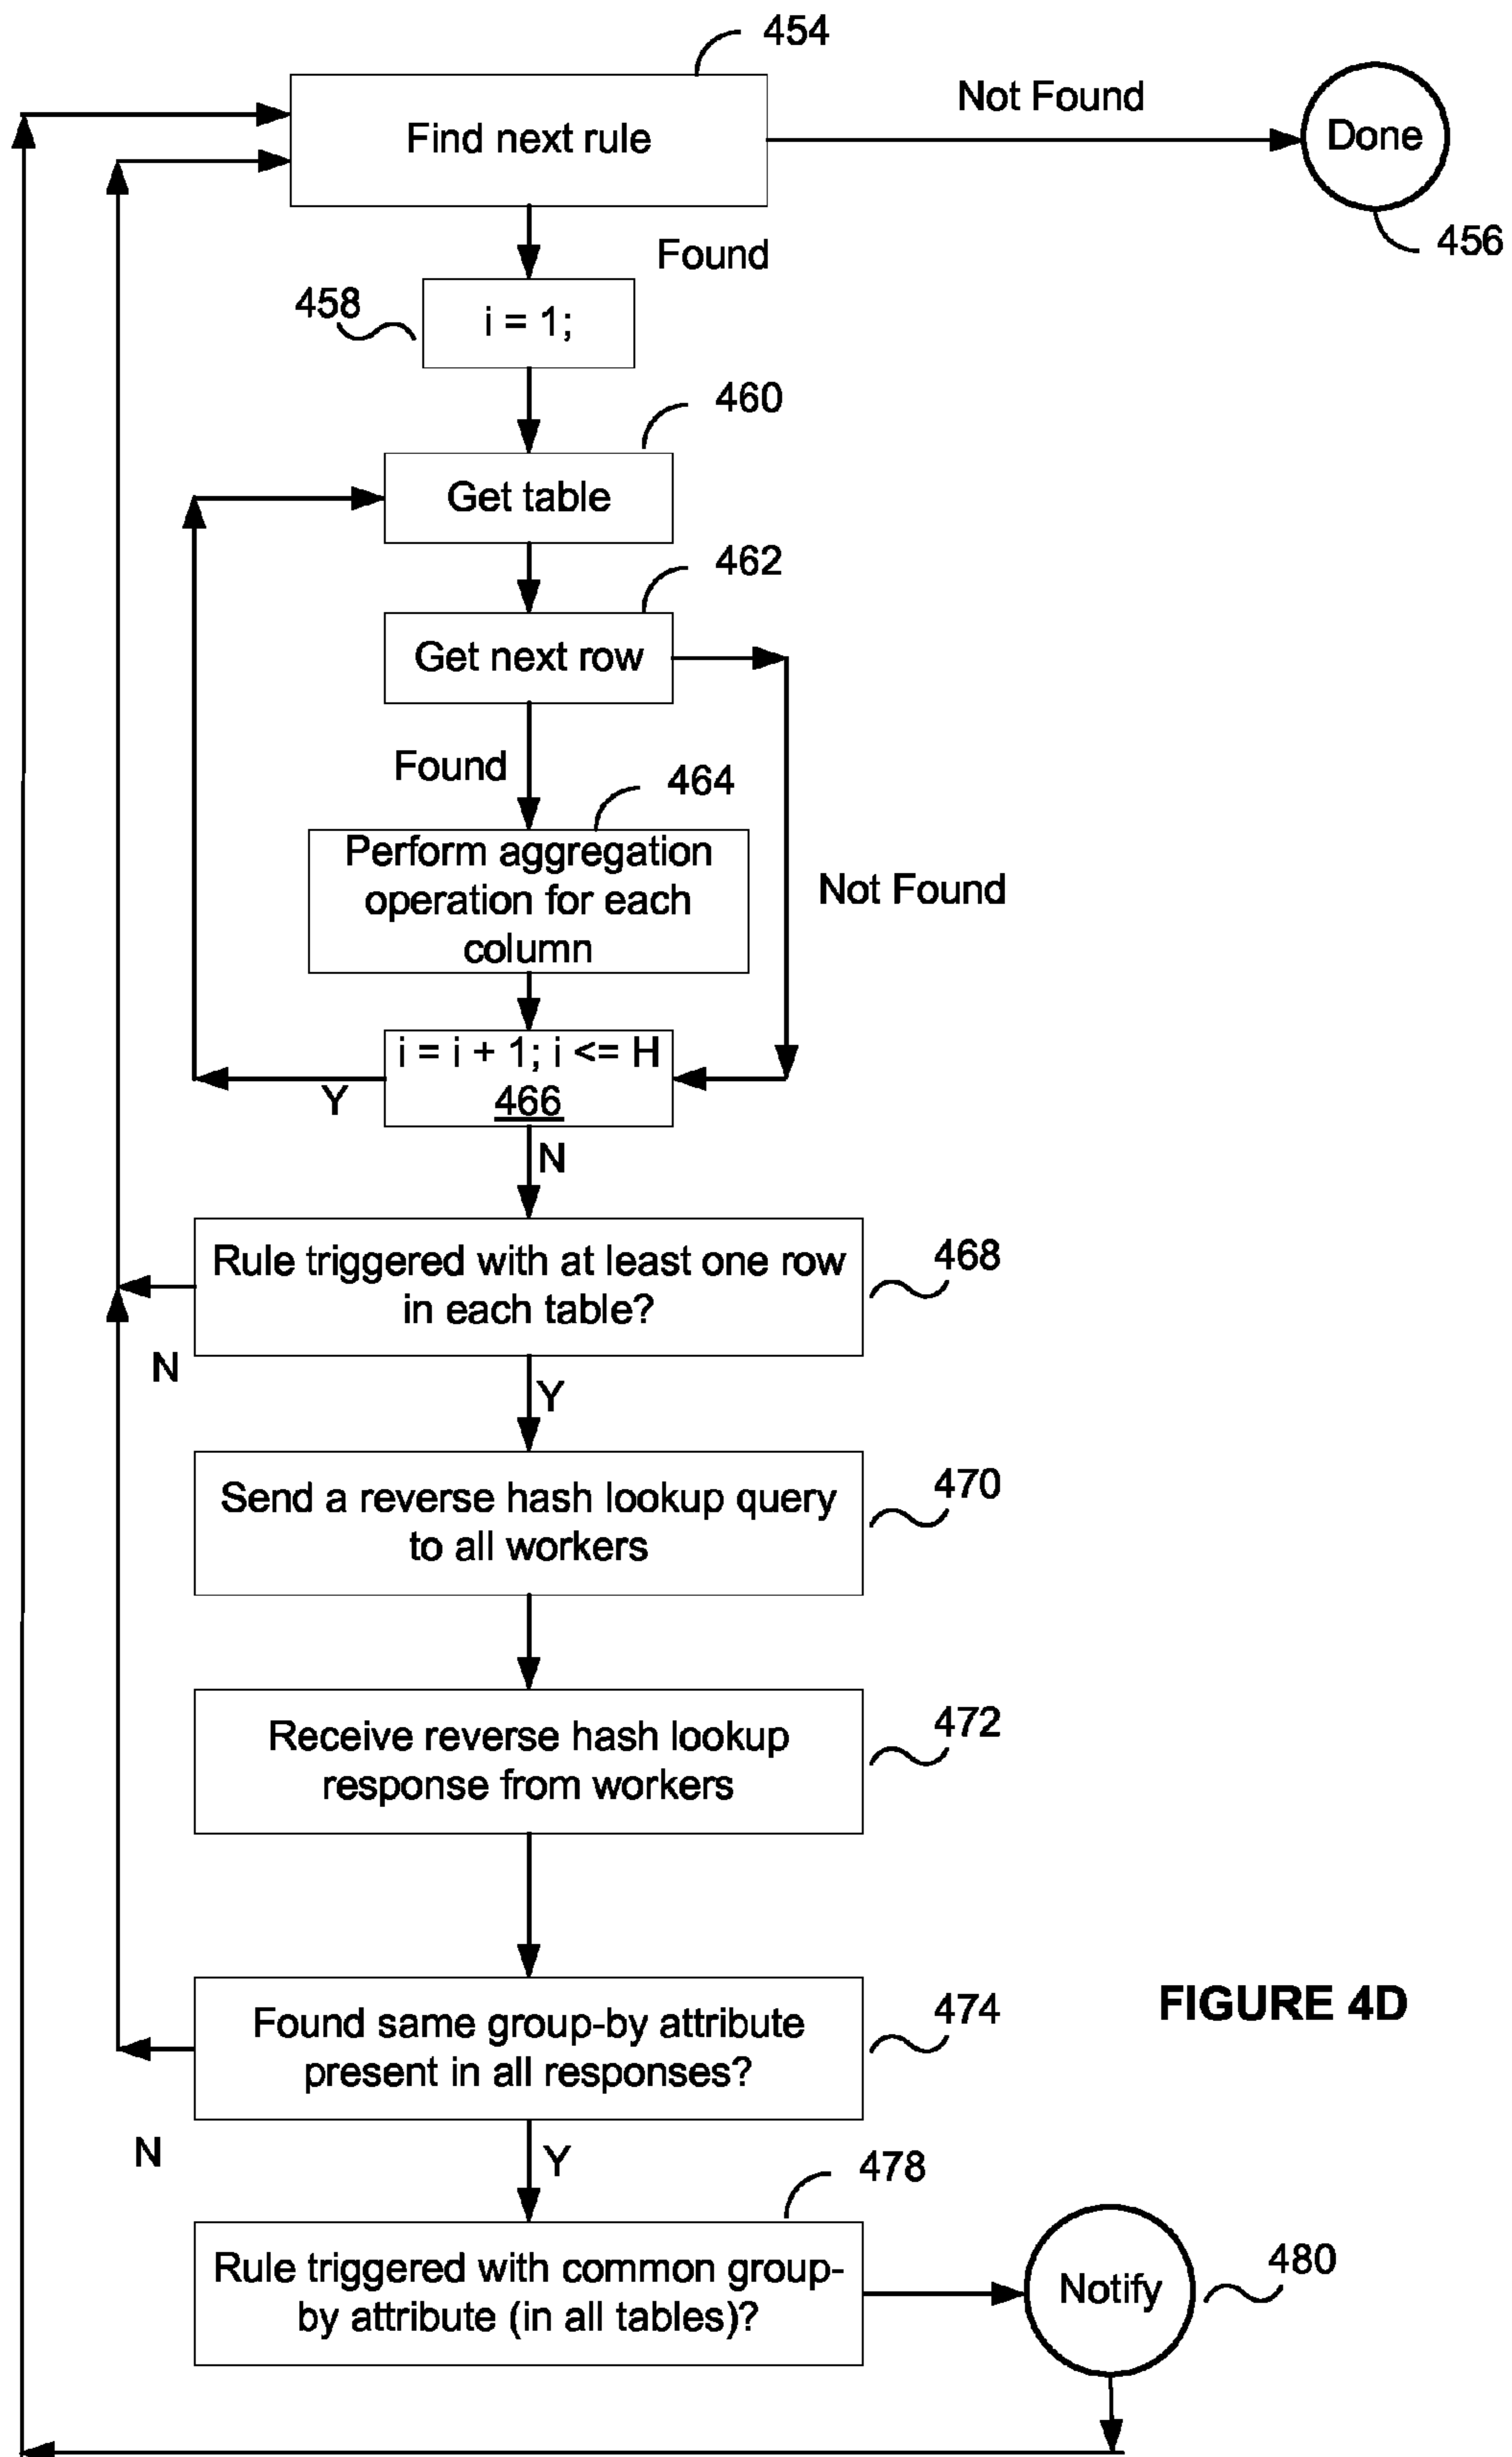 454
Find next rule
Not Found
Done
456
Found
458
i = 1;
460
Get table
462
Get next row
Found
464
Perform aggregation
operation for each
column
Not Found
i = i + 1; i <= H
466
Y
N
Rule triggered with at least one row
in each table?
468
N
Y
Send a reverse hash lookup query
to all workers
470
Receive reverse hash lookup
response from workers
472
Found same group-by attribute
present in all responses?
474
FIGURE 4D
N
Y
478
Rule triggered with common group-
by attribute (in all tables)?
Notify
480